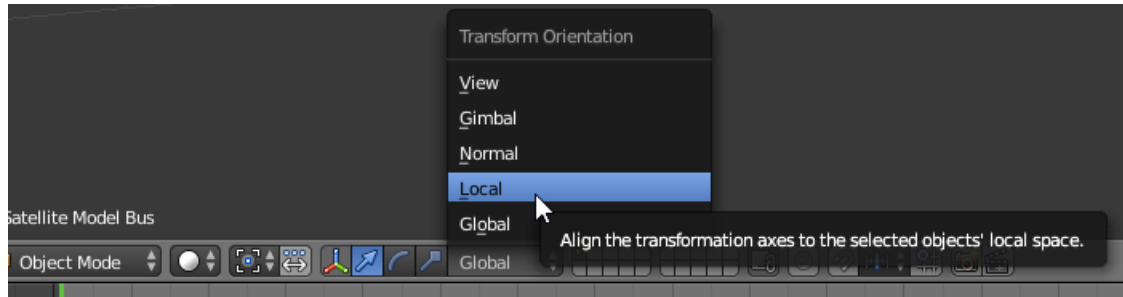 Transform Orientation
View
Gimbal
Normal
Local
Global
Satellite Model Bus
Align the transformation axes to the selected objects' local space.
Object Mode
Global